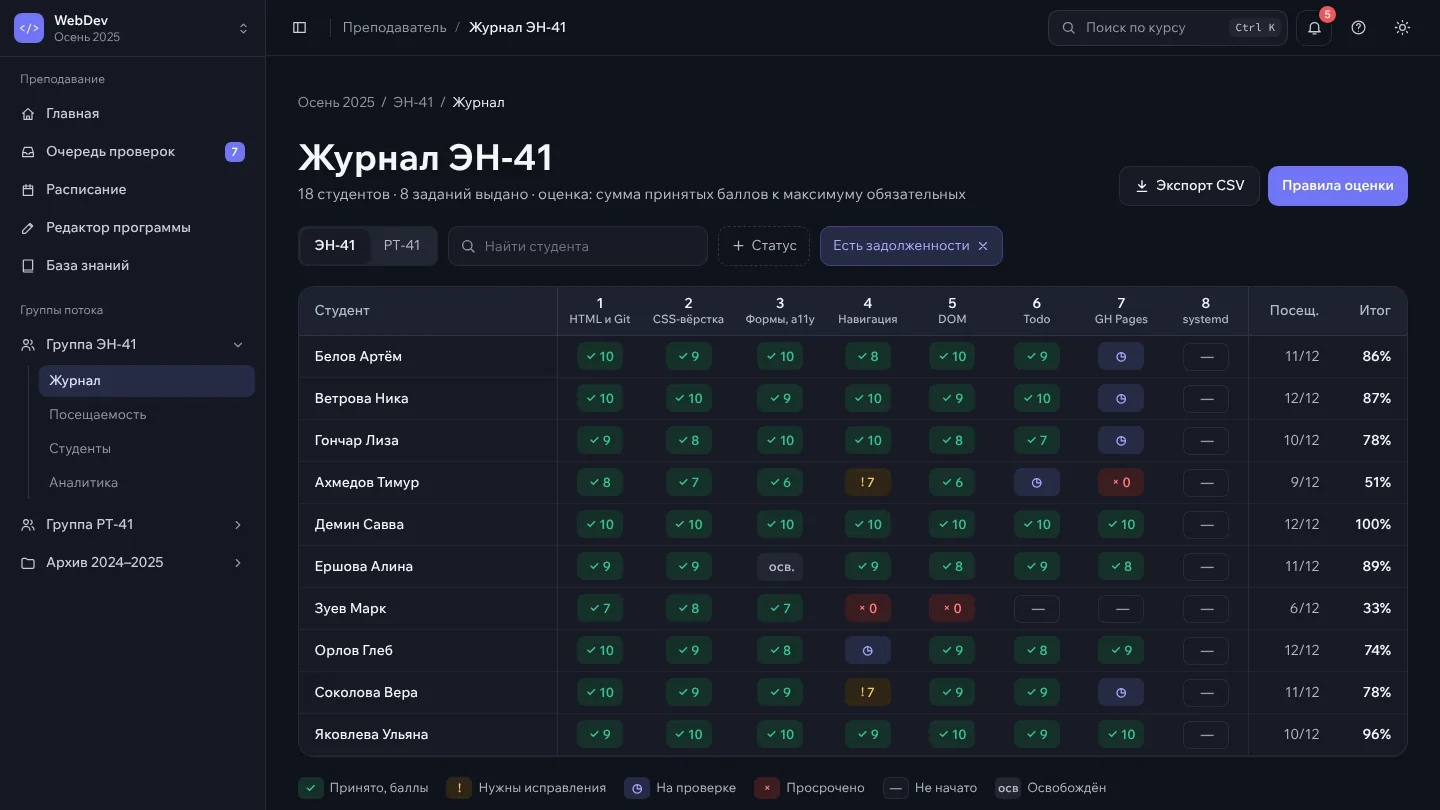 WebDev
Осень 2025
Преподавание
Главная
Очередь проверок 7
Расписание
Редактор программы
База знаний
Группы потока
Группа ЭН-41
Журнал
Посещаемость
Студенты
Аналитика
Группа РТ-41
Архив 2024–2025
Преподаватель / Журнал ЭН-41
Поиск по курсу Ctrl K
5
Осень 2025 / ЭН-41 / Журнал
Журнал ЭН-41
18 студентов · 8 заданий выдано · оценка: сумма принятых баллов к максимуму обязательных
Экспорт CSV
Правила оценки
ЭН-41 РТ-41
Найти студента
+ Статус
Есть задолженности ×
Студент 1 2 3 4 5 6 7 8 Посещ. Итог
HTML и Git CSS-вёрстка Формы, a11y Навигация DOM Todo GH Pages systemd
Белов Артём ✓ 10 ✓ 9 ✓ 10 ✓ 8 ✓ 10 ✓ 9 ◷ — 11/12 86%
Ветрова Ника ✓ 10 ✓ 10 ✓ 9 ✓ 10 ✓ 9 ✓ 10 ◷ — 12/12 87%
Гончар Лиза ✓ 9 ✓ 8 ✓ 10 ✓ 10 ✓ 8 ✓ 7 ◷ — 10/12 78%
Ахмедов Тимур ✓ 8 ✓ 7 ✓ 6 ! 7 ✓ 6 ◷ × 0 — 9/12 51%
Демин Савва ✓ 10 ✓ 10 ✓ 10 ✓ 10 ✓ 10 ✓ 10 ✓ 10 — 12/12 100%
Ершова Алина ✓ 9 ✓ 9 осв. ✓ 9 ✓ 8 ✓ 9 ✓ 8 — 11/12 89%
Зуев Марк ✓ 7 ✓ 8 ✓ 7 × 0 × 0 — — — 6/12 33%
Орлов Глеб ✓ 10 ✓ 9 ✓ 8 ◷ ✓ 9 ✓ 8 ✓ 9 — 12/12 74%
Соколова Вера ✓ 10 ✓ 9 ✓ 9 ! 7 ✓ 9 ✓ 9 ◷ — 11/12 78%
Яковлева Ульяна ✓ 9 ✓ 10 ✓ 10 ✓ 9 ✓ 10 ✓ 9 ✓ 10 — 10/12 96%
✓ Принято, баллы ! Нужны исправления ◷ На проверке × Просрочено — Не начато осв Освобождён